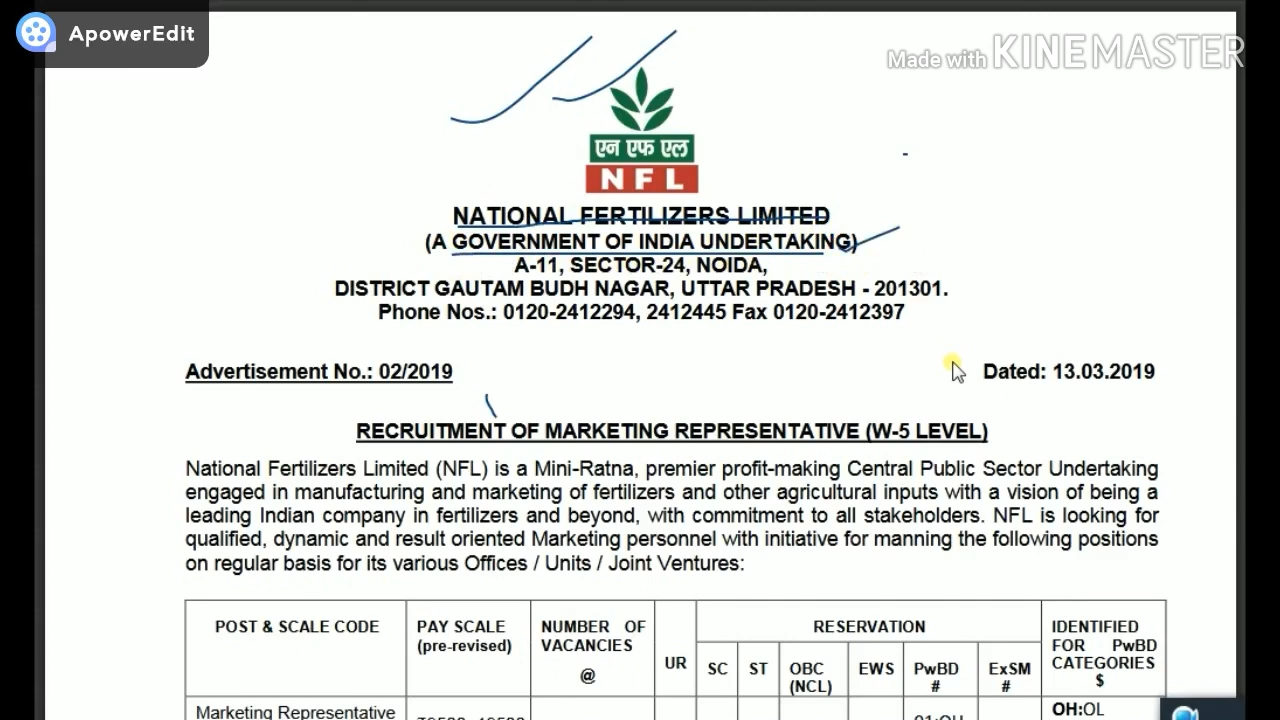 ApowerEdit
Made with KINEMASTER
एन एफ एल
NFL
NATIONAL FERTILIZERS LIMITED
(A GOVERNMENT OF INDIA UNDERTAKING)
A-11, SECTOR-24, NOIDA,
DISTRICT GAUTAM BUDH NAGAR, UTTAR PRADESH - 201301.
Phone Nos.: 0120-2412294, 2412445 Fax 0120-2412397
Advertisement No.: 02/2019 Dated: 13.03.2019
RECRUITMENT OF MARKETING REPRESENTATIVE (W-5 LEVEL)
National Fertilizers Limited (NFL) is a Mini-Ratna, premier profit-making Central Public Sector Undertaking
engaged in manufacturing and marketing of fertilizers and other agricultural inputs with a vision of being a
leading Indian company in fertilizers and beyond, with commitment to all stakeholders. NFL is looking for
qualified, dynamic and result oriented Marketing personnel with initiative for manning the following positions
on regular basis for its various Offices / Units / Joint Ventures:
POST & SCALE CODE
PAY SCALE
(pre-revised)
NUMBER OF
VACANCIES
@
UR
RESERVATION
SC
ST
OBC
(NCL)
EWS
PwBD
#
ExSM
#
IDENTIFIED
FOR PwBD
CATEGORIES
$
Marketing Representative
OH:OL